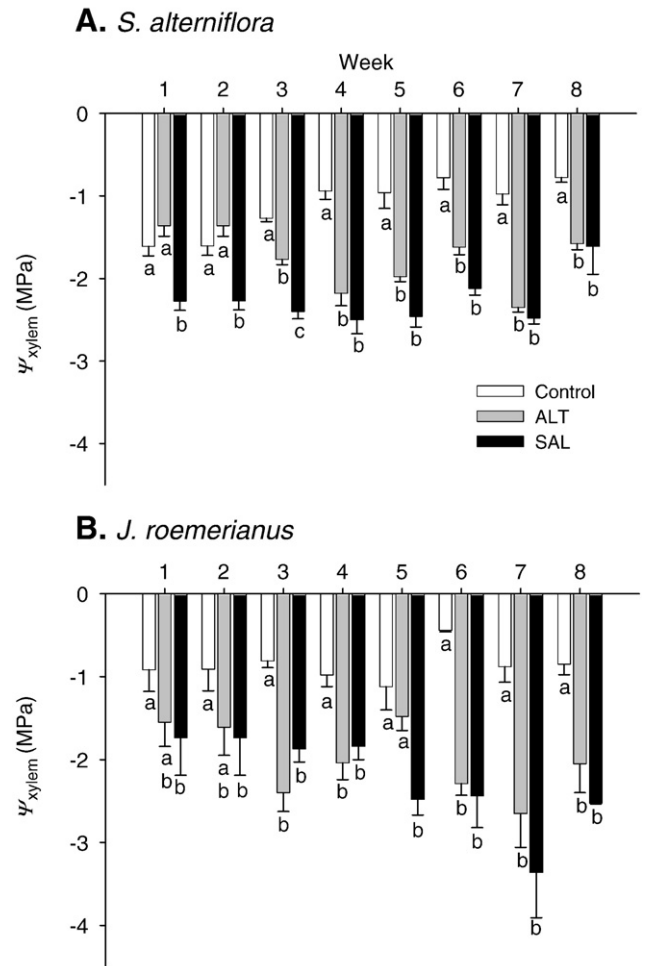 A. S. alterniflora
Week
1 2 3 4 5 6 7 8
0
-1
-2
-3
-4
Ψxylem (MPa)
a a b
a a b
a b c
a b b
a b b
a b b
a b b
a b b
Control
ALT
SAL
B. J. roemerianus
1 2 3 4 5 6 7 8
0
-1
-2
-3
-4
Ψxylem (MPa)
a a b b
a a b b
a b b
a b b
a a b
a b b
a b b
a b b